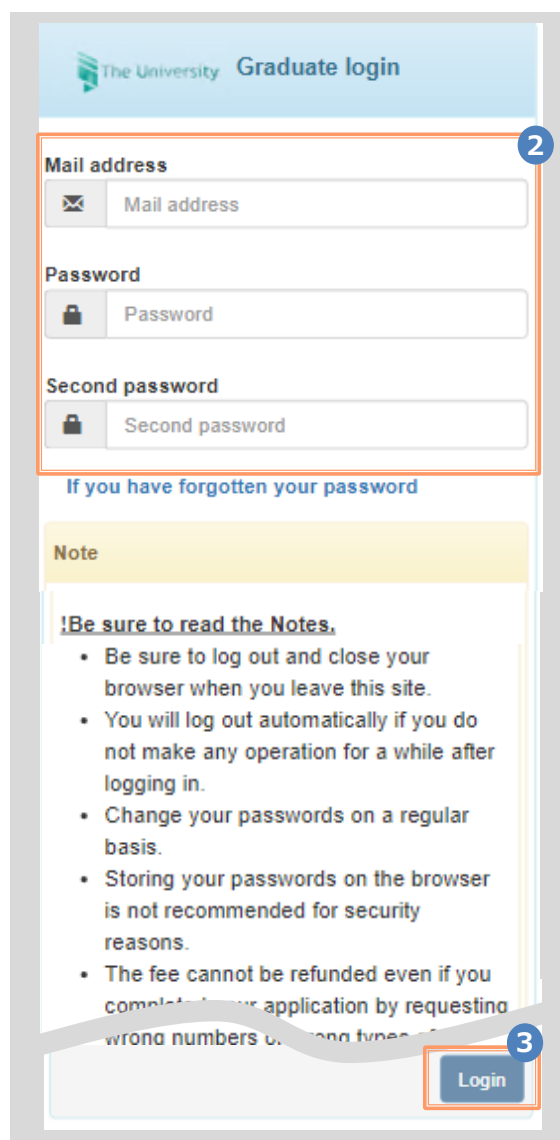 The University Graduate login
2
Mail address
Mail address
Password
Password
Second password
Second password
If you have forgotten your password
Note
!Be sure to read the Notes.
• Be sure to log out and close your
browser when you leave this site.
• You will log out automatically if you do
not make any operation for a while after
logging in.
• Change your passwords on a regular
basis.
• Storing your passwords on the browser
is not recommended for security
reasons.
• The fee cannot be refunded even if you
application by requesting
wrong numbers
3
Login